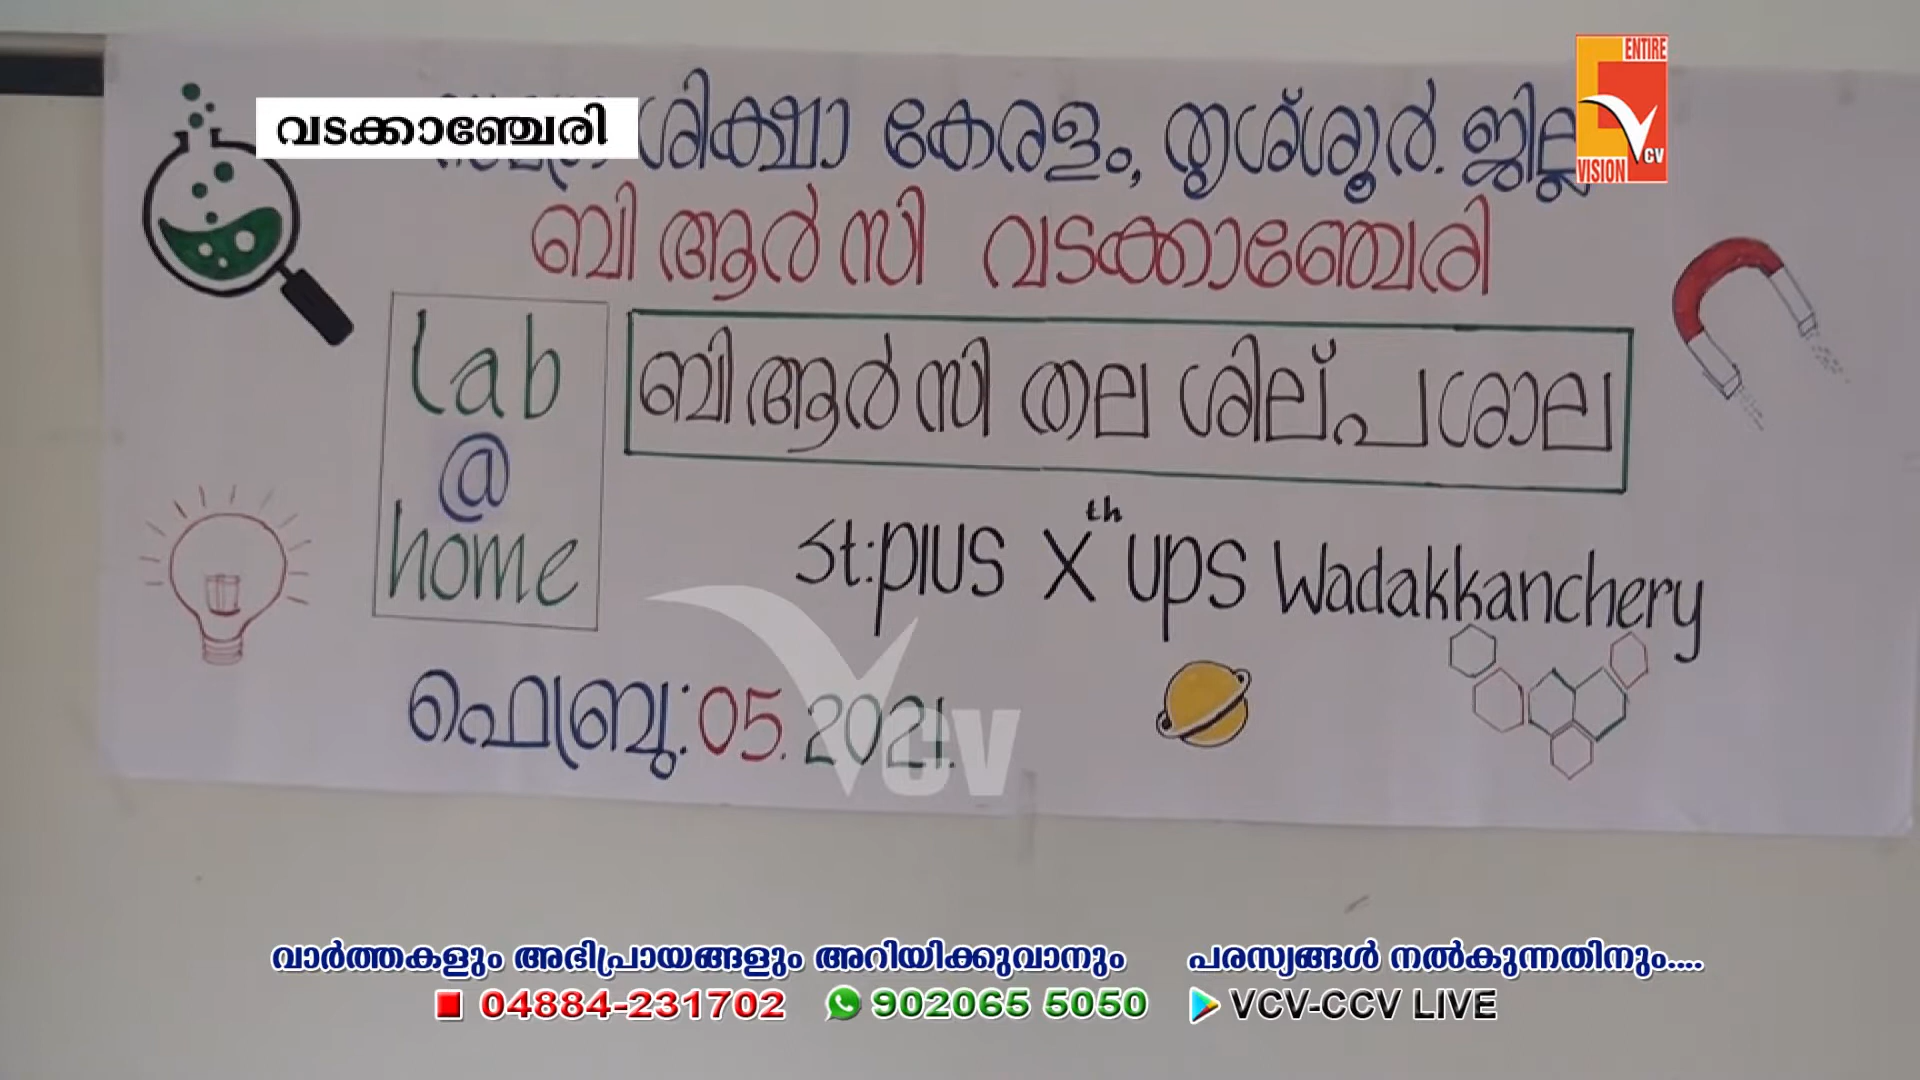 വടക്കാഞ്ചേരി
ENTIRE
VCV
VISION
ശിക്ഷാ കേരളം, തൃശ്ശൂർ. ജില്ല
ബി ആർ സി വടക്കാഞ്ചേരി
Lab
@
home
ബി ആർ സി തല ശില്പശാല
St:pius Xth ups Wadakkanchery
ഫെബ്രു: 05. 2021.
VCV
വാർത്തകളും അഭിപ്രായങ്ങളും അറിയിക്കുവാനും പരസ്യങ്ങൾ നൽകുന്നതിനും....
04884-231702 902065 5050 VCV-CCV LIVE